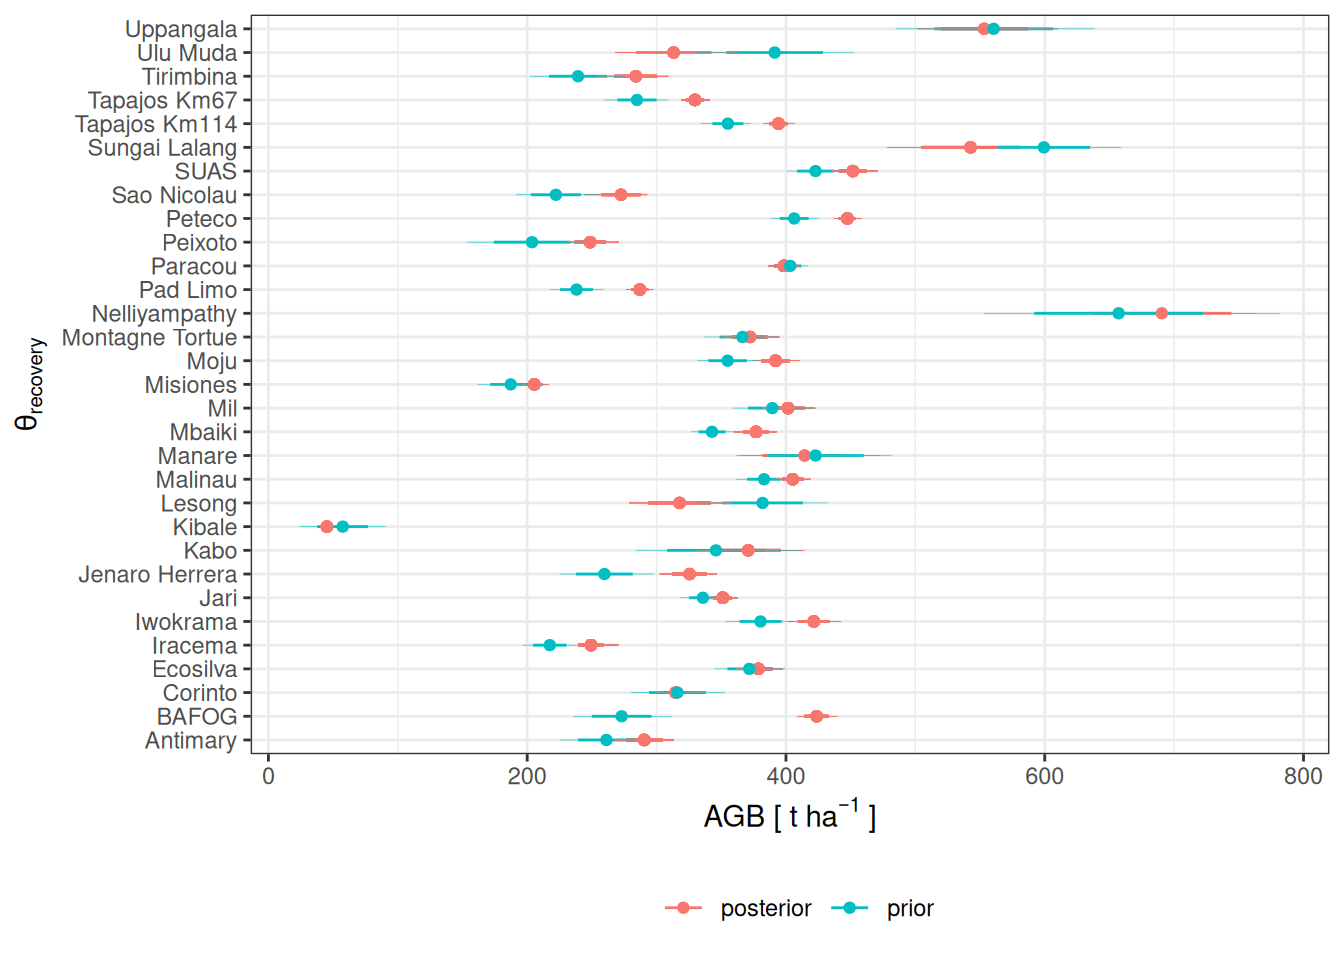 Uppangala
Ulu Muda
Tirimbina
Tapajos Km67
Tapajos Km114
Sungai Lalang
SUAS
Sao Nicolau
Peteco
Peixoto
Paracou
Pad Limo
Nelliyampathy
Montagne Tortue
Moju
Misiones
Mil
Mbaiki
Manare
Malinau
Lesong
Kibale
Kabo
Jenaro Herrera
Jari
Iwokrama
Iracema
Ecosilva
Corinto
BAFOG
Antimary
θrecovery
0 200 400 600 800
AGB [ t ha⁻¹ ]
posterior prior